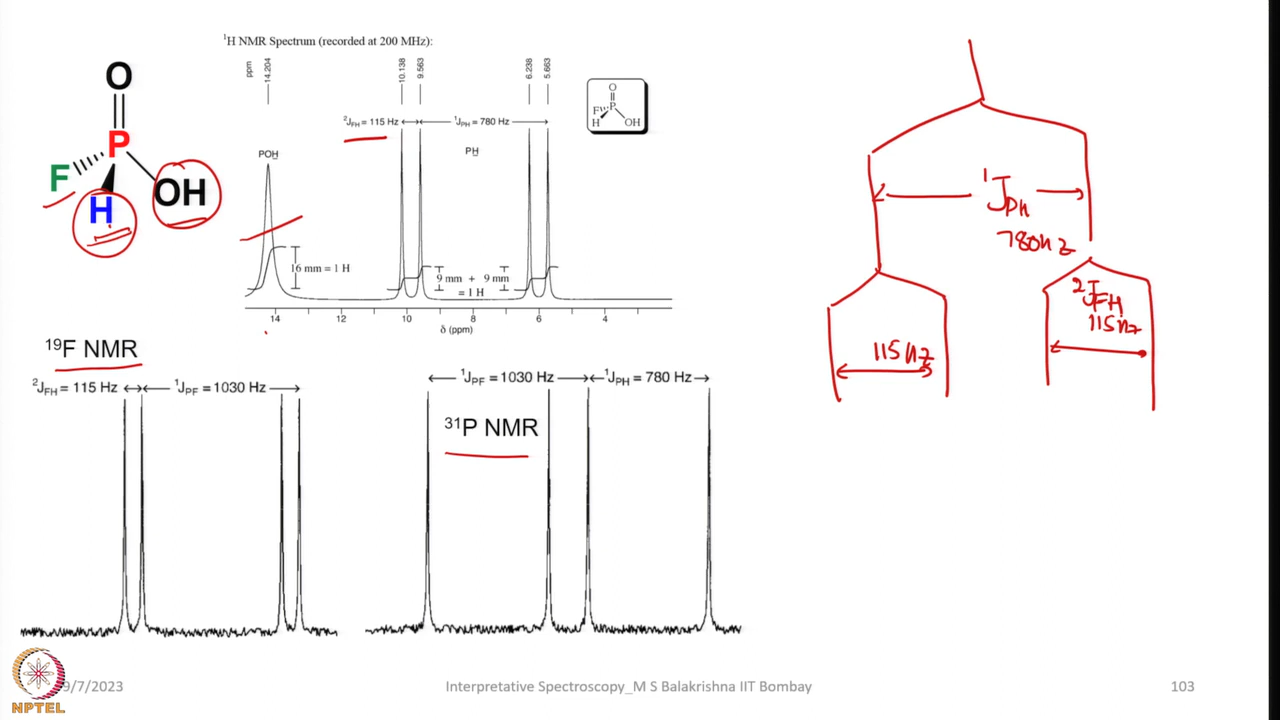 ¹H NMR Spectrum (recorded at 200 MHz):
O
P
F
H
OH
ppm
14.204
10.138
9.563
6.238
5.663
²JFH = 115 Hz
¹JPH = 780 Hz
POH
PH
O
F P
H OH
16 mm = 1 H
9 mm + 9 mm
= 1 H
14 12 10 8 6 4
δ (ppm)
¹JPH
780Hz
²JFH
115Hz
115Hz
19F NMR
²JFH = 115 Hz
¹JPF = 1030 Hz
¹JPF = 1030 Hz
¹JPH = 780 Hz
31P NMR
9/7/2023
Interpretative Spectroscopy_M S Balakrishna IIT Bombay
103
NPTEL